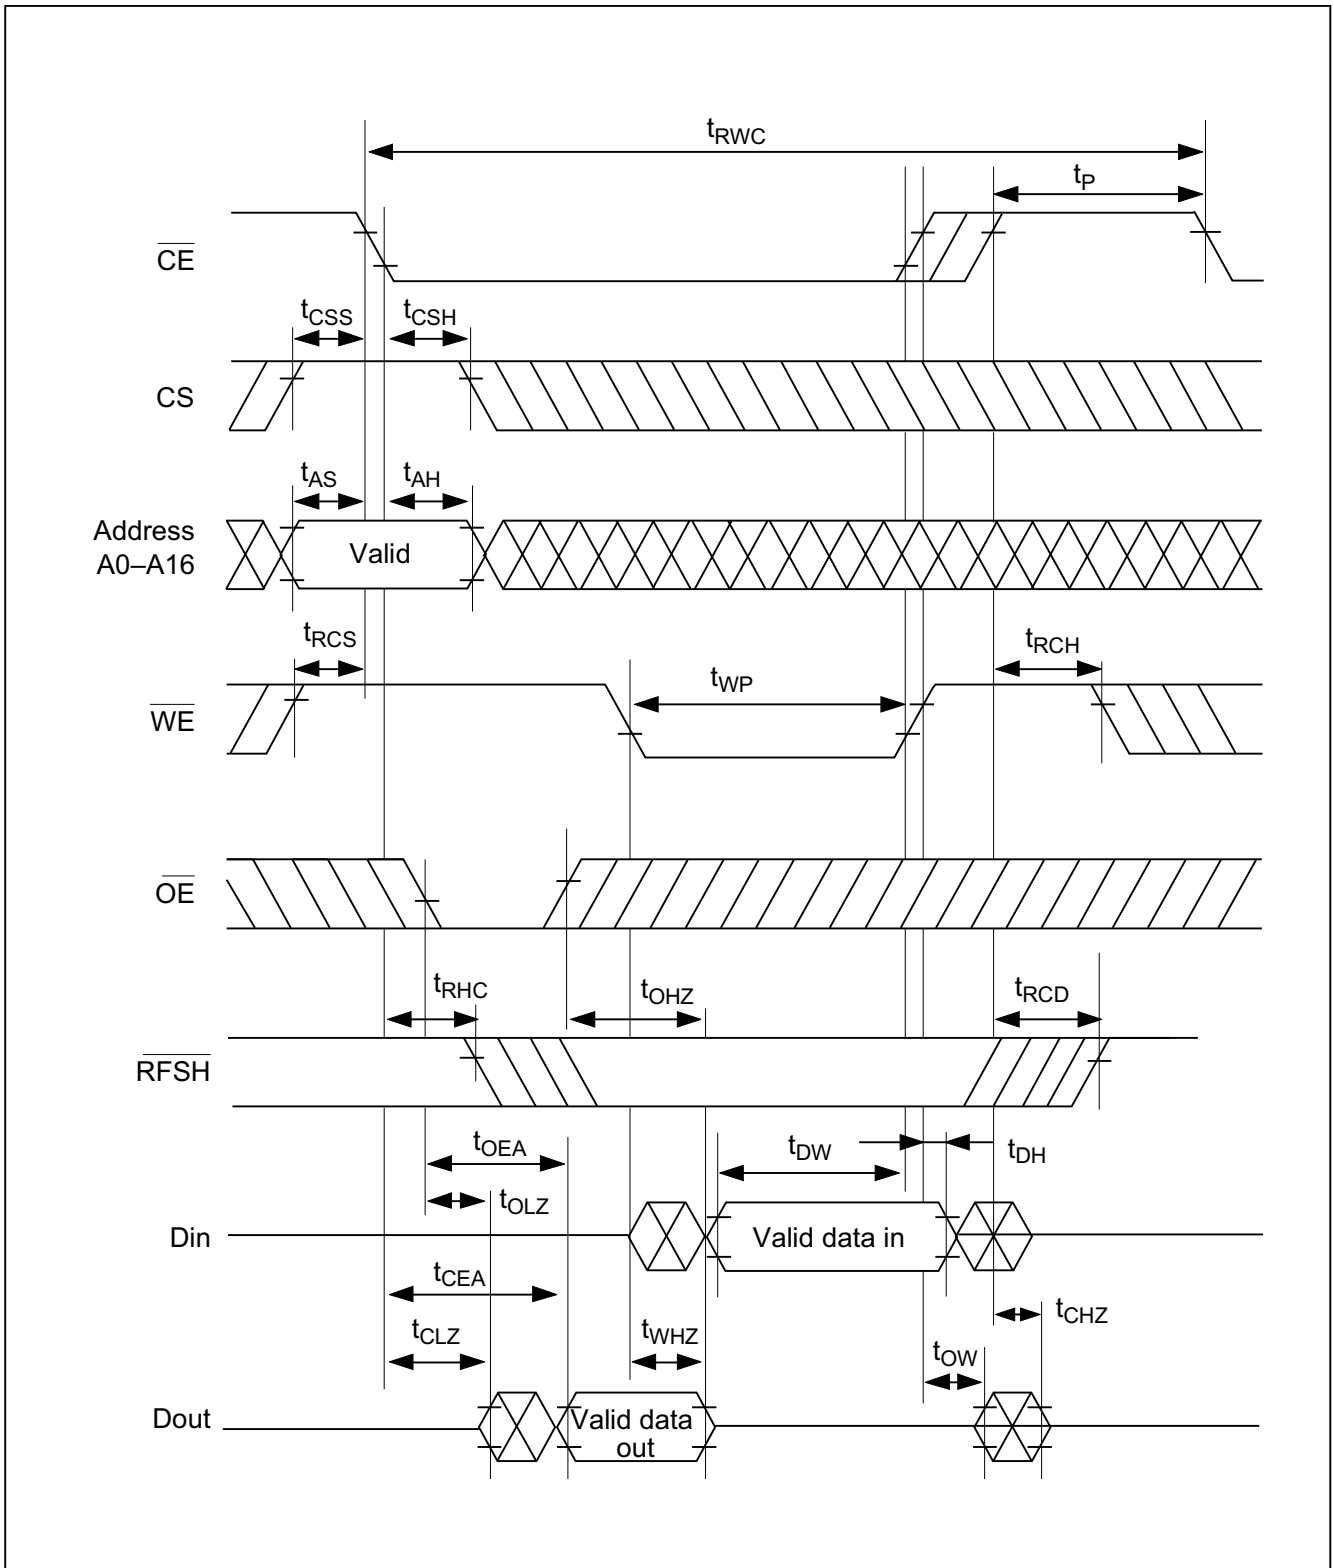 tRWC
tP
CE
tCSS
tCSH
CS
tAS
tAH
Address
A0–A16
Valid
tRCS
tRCH
tWP
WE
OE
tRHC
tOHZ
tRCD
RFSH
tOEA
tDW
tDH
tOLZ
Din
Valid data in
tCEA
tCHZ
tCLZ
tWHZ
tOW
Dout
Valid data
out